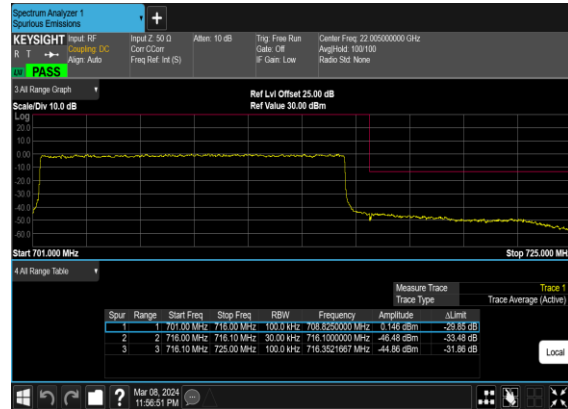 Spectrum Analyzer 1
Spurious Emissions
+
KEYSIGHT Input: RF Input Z: 50 Ω Atten: 10 dB Trig: Free Run Center Freq: 22.005000000 GHz
R T Coupling: DC Corr CCorr Gate: Off Avg|Hold: 100/100
Align: Auto Freq Ref: Int (S) IF Gain: Low Radio Std: None
LW PASS
3 All Range Graph
Ref Lvl Offset 25.00 dB
Scale/Div 10.0 dB Ref Value 30.00 dBm
Log
20.0
10.0
0.00
-10.0
-20.0
-30.0
-40.0
-50.0
-60.0
Start 701.000 MHz Stop 725.000 MHz
4 All Range Table
Measure Trace Trace 1
Trace Type Trace Average (Active)
Spur Range Start Freq Stop Freq RBW Frequency Amplitude ΔLimit
1 1 701.00 MHz 716.00 MHz 100.0 kHz 708.8250000 MHz 0.146 dBm -29.85 dB
2 2 716.00 MHz 716.10 MHz 30.00 kHz 716.1000000 MHz -46.48 dBm -33.48 dB
3 3 716.10 MHz 725.00 MHz 100.0 kHz 716.3521667 MHz -44.86 dBm -31.86 dB
Local
? Mar 08, 2024
11:56:51 PM